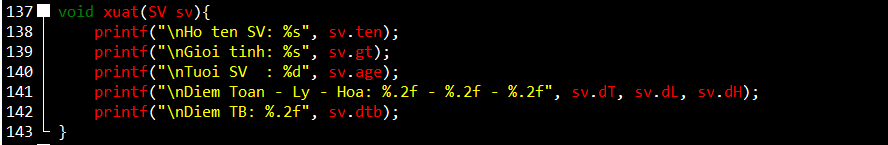 137 void xuat(SV sv){
138 printf("\nHo ten SV: %s", sv.ten);
139 printf("\nGioi tinh: %s", sv.gt);
140 printf("\nTuoi SV  : %d", sv.age);
141 printf("\nDiem Toan - Ly - Hoa: %.2f - %.2f - %.2f", sv.dT, sv.dL, sv.dH);
142 printf("\nDiem TB: %.2f", sv.dtb);
143 }